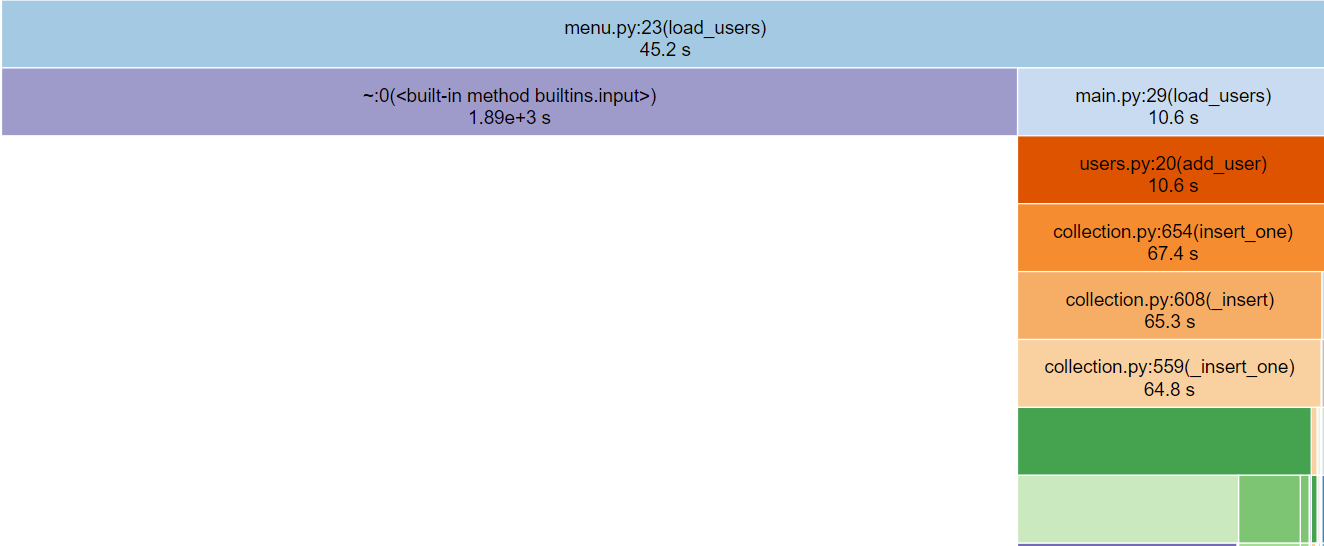 menu.py:23(load_users)
45.2 s
~:0(<built-in method builtins.input>)
1.89e+3 s
main.py:29(load_users)
10.6 s
users.py:20(add_user)
10.6 s
collection.py:654(insert_one)
67.4 s
collection.py:608(_insert)
65.3 s
collection.py:559(_insert_one)
64.8 s